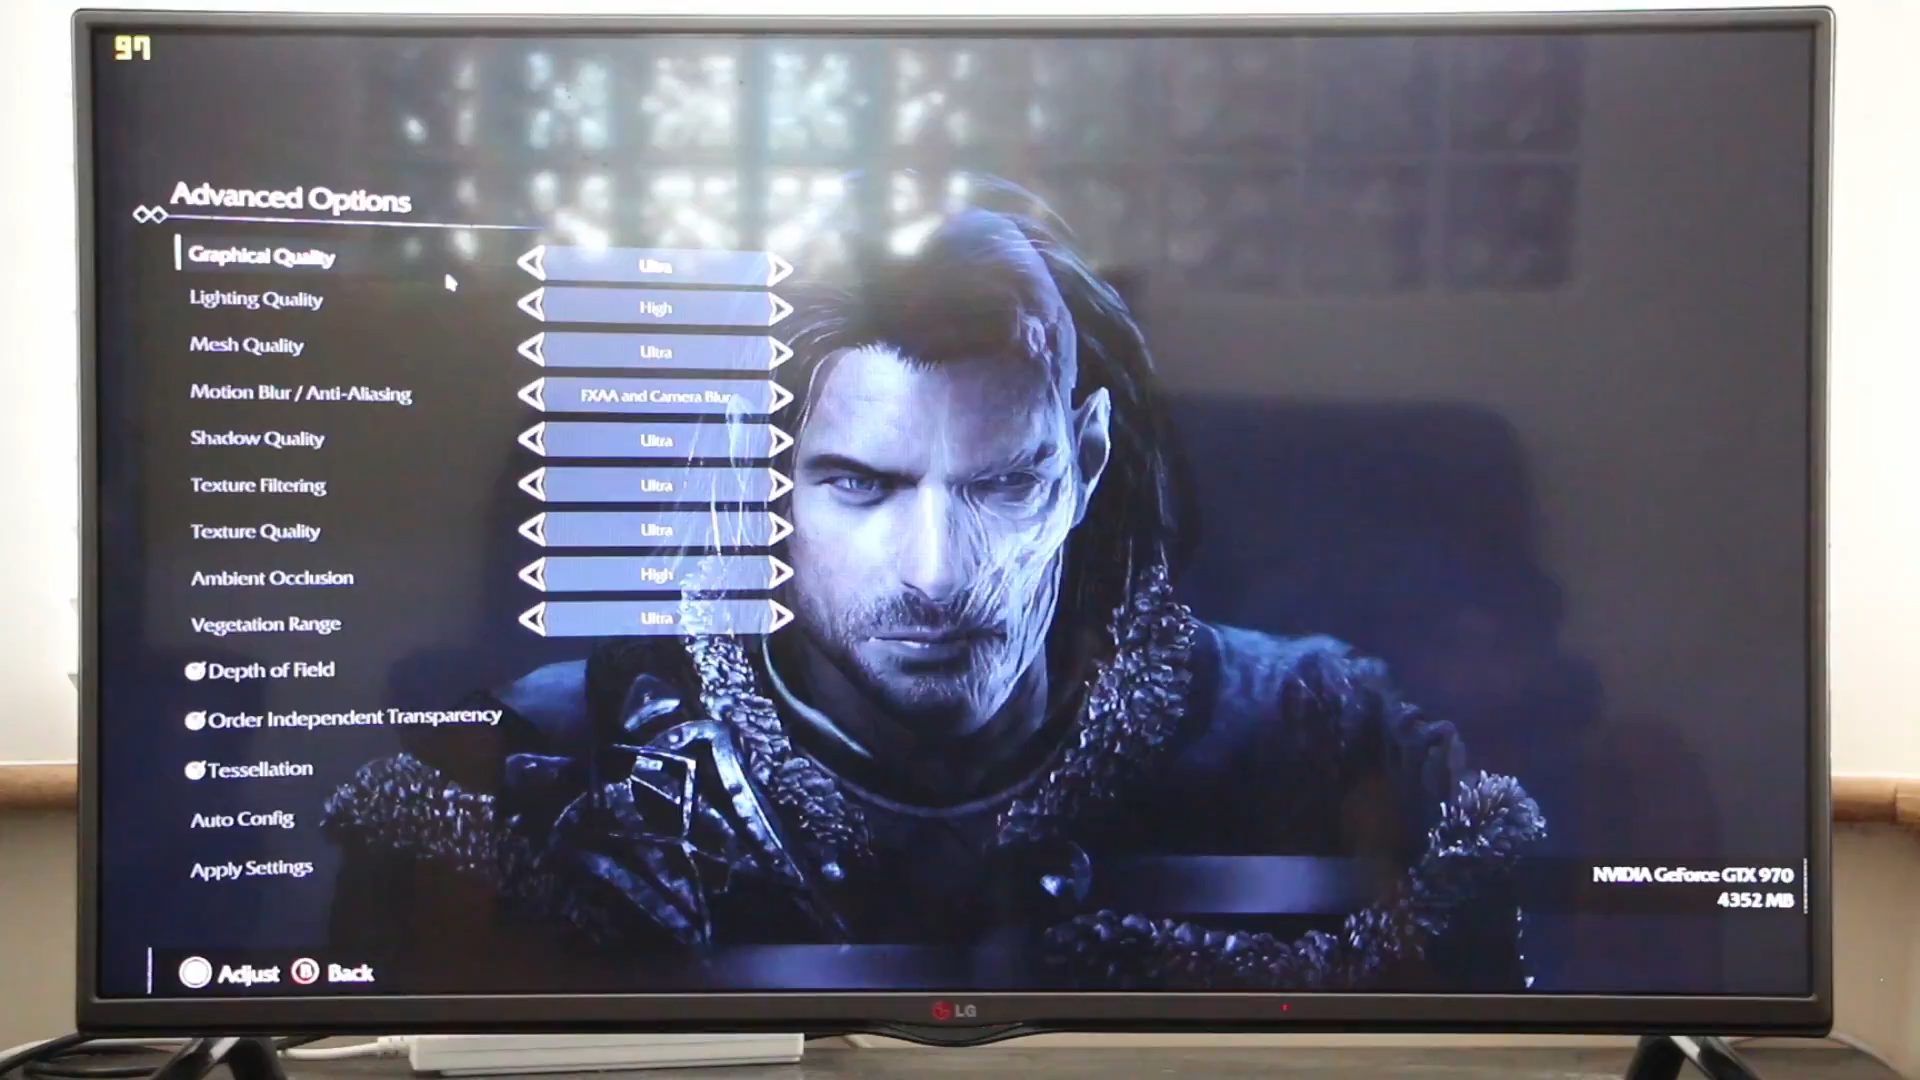 97
Advanced Options
Graphical Quality Ultra
Lighting Quality High
Mesh Quality Ultra
Motion Blur / Anti-Aliasing FXAA and Camera Blur
Shadow Quality Ultra
Texture Filtering Ultra
Texture Quality Ultra
Ambient Occlusion High
Vegetation Range Ultra
Depth of Field
Order Independent Transparency
Tessellation
Auto Config
Apply Settings
NVIDIA GeForce GTX 970
4352 MB
Adjust B Back
LG